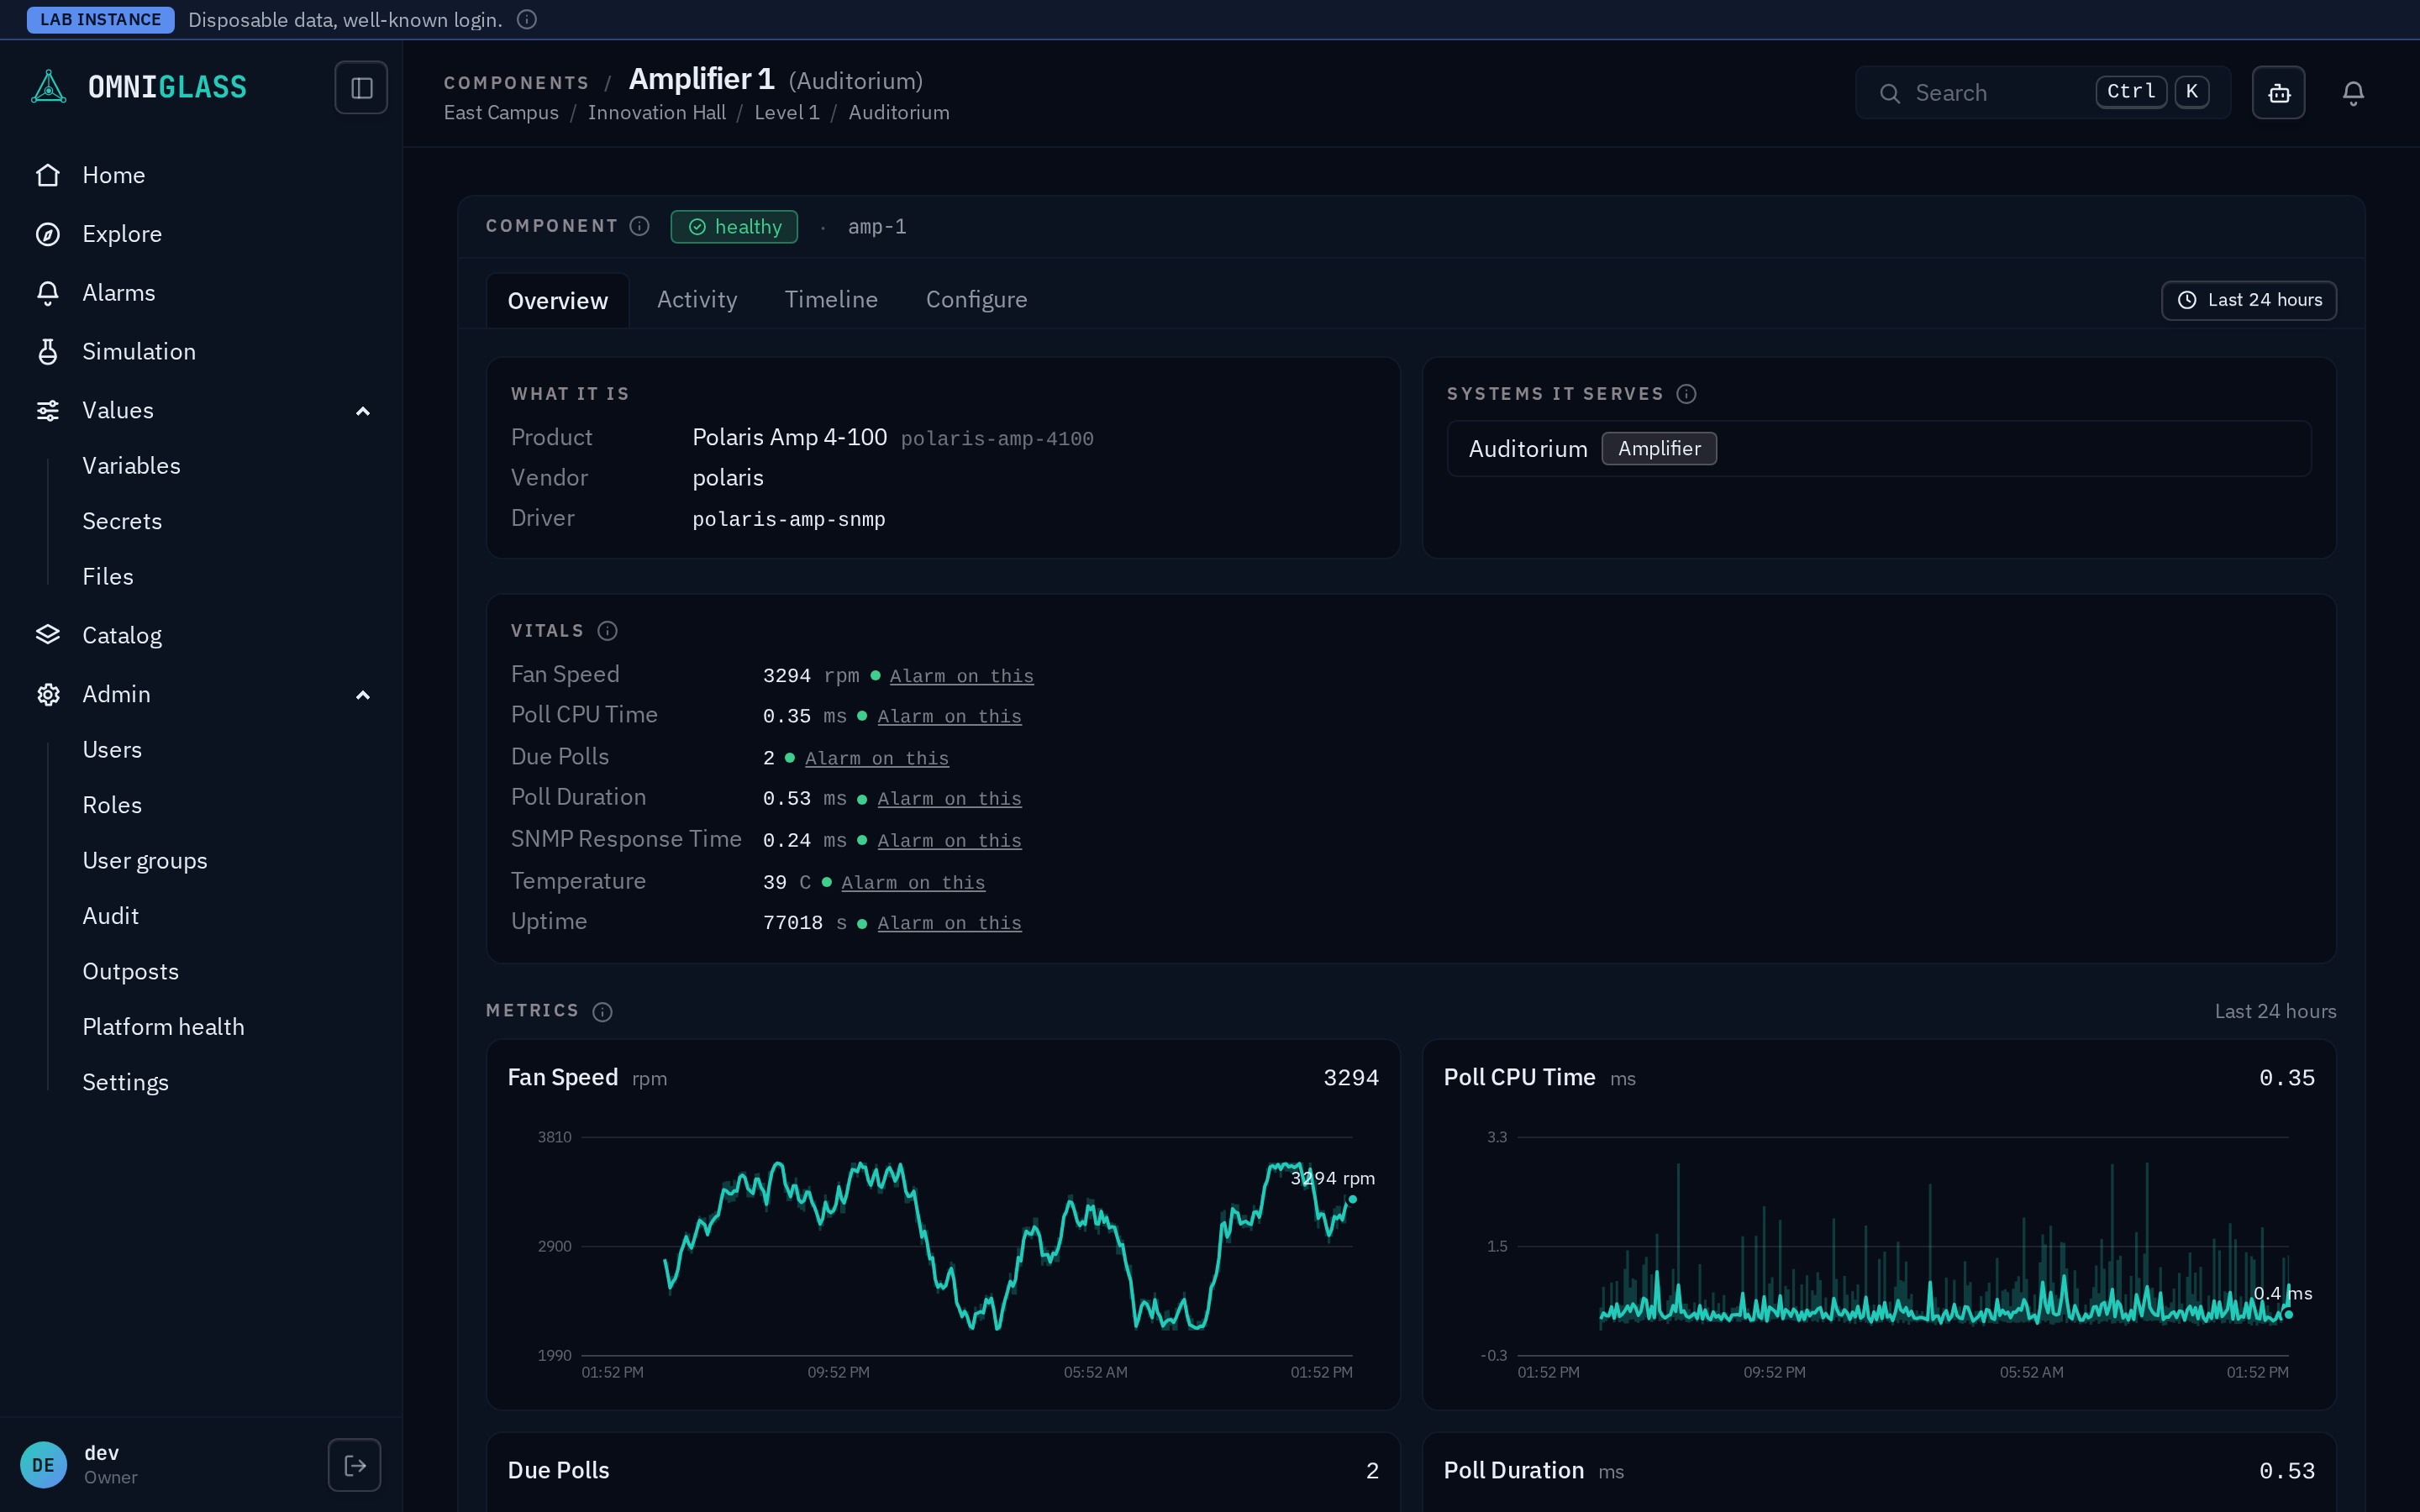 LAB INSTANCE Disposable data, well-known login.
OMNIGLASS
COMPONENTS / Amplifier 1 (Auditorium)
East Campus / Innovation Hall / Level 1 / Auditorium
Search Ctrl K
Home
Explore
Alarms
Simulation
Values
Variables
Secrets
Files
Catalog
Admin
Users
Roles
User groups
Audit
Outposts
Platform health
Settings
DE dev
Owner
COMPONENT healthy · amp-1
Overview Activity Timeline Configure Last 24 hours
WHAT IT IS
Product Polaris Amp 4-100 polaris-amp-4100
Vendor polaris
Driver polaris-amp-snmp
SYSTEMS IT SERVES
Auditorium Amplifier
VITALS
Fan Speed 3294 rpm Alarm on this
Poll CPU Time 0.35 ms Alarm on this
Due Polls 2 Alarm on this
Poll Duration 0.53 ms Alarm on this
SNMP Response Time 0.24 ms Alarm on this
Temperature 39 C Alarm on this
Uptime 77018 s Alarm on this
METRICS Last 24 hours
Fan Speed rpm 3294
3810
3294 rpm
2900
1990
01:52 PM 09:52 PM 05:52 AM 01:52 PM
Poll CPU Time ms 0.35
3.3
1.5
0.4 ms
-0.3
01:52 PM 09:52 PM 05:52 AM 01:52 PM
Due Polls 2
Poll Duration ms 0.53